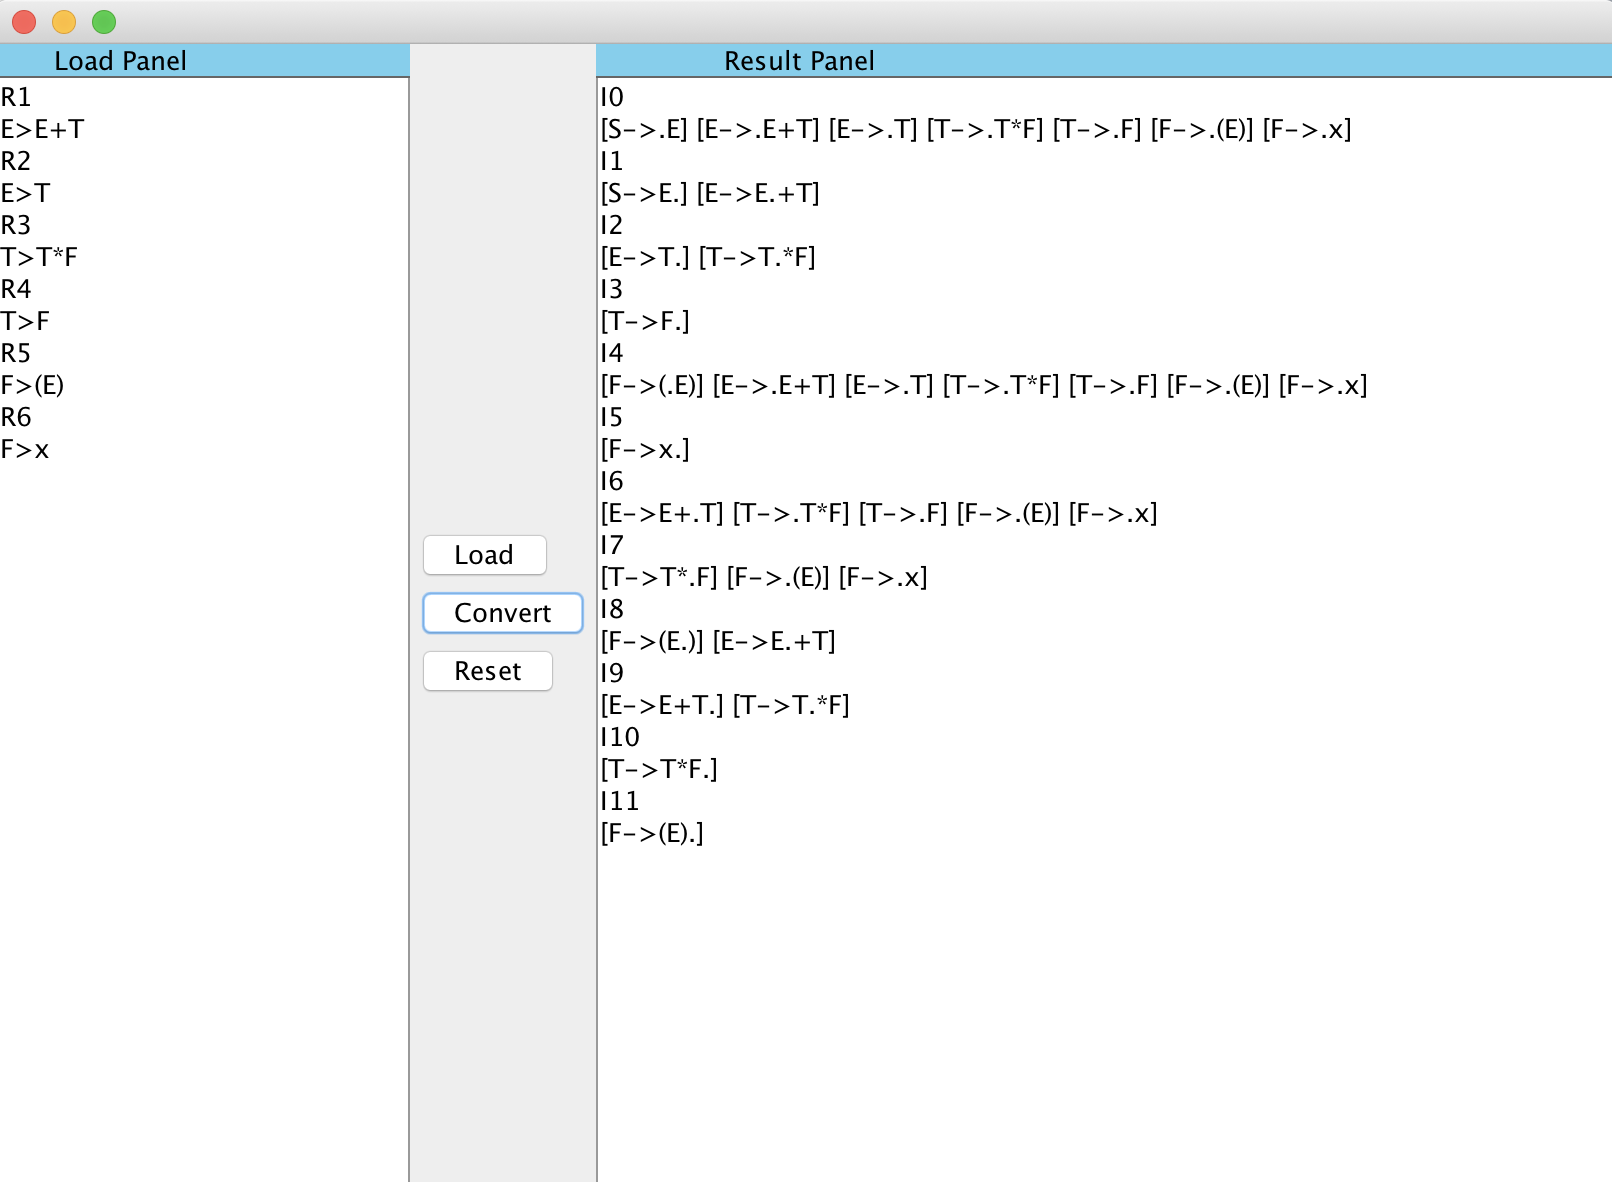 Load Panel
R1
E>E+T
R2
E>T
R3
T>T*F
R4
T>F
R5
F>(E)
R6
F>x
Load
Convert
Reset
Result Panel
I0
[S->.E] [E->.E+T] [E->.T] [T->.T*F] [T->.F] [F->.(E)] [F->.x]
I1
[S->E.] [E->E.+T]
I2
[E->T.] [T->T.*F]
I3
[T->F.]
I4
[F->(.E)] [E->.E+T] [E->.T] [T->.T*F] [T->.F] [F->.(E)] [F->.x]
I5
[F->x.]
I6
[E->E+.T] [T->.T*F] [T->.F] [F->.(E)] [F->.x]
I7
[T->T*.F] [F->.(E)] [F->.x]
I8
[F->(E.)] [E->E.+T]
I9
[E->E+T.] [T->T.*F]
I10
[T->T*F.]
I11
[F->(E).]